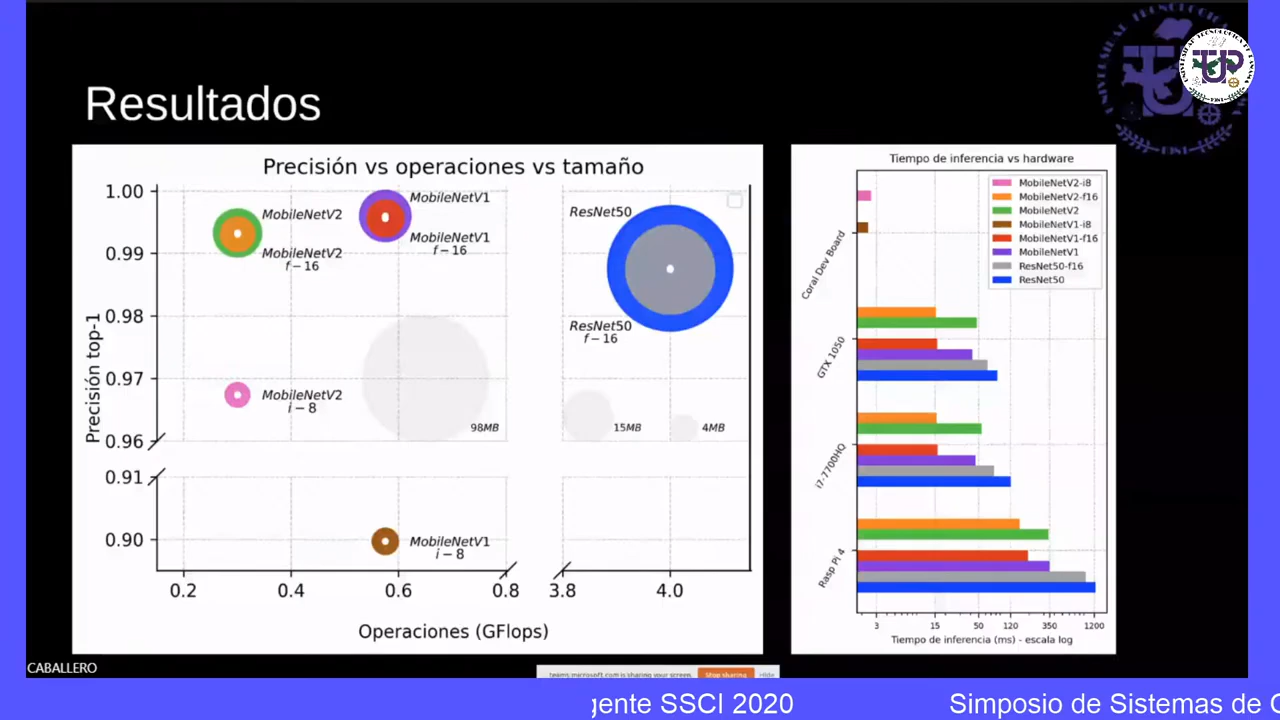 Resultados
Precisión vs operaciones vs tamaño
Precisión top-1
1.00
0.99
0.98
0.97
0.96
0.91
0.90
MobileNetV2
MobileNetV2
f − 16
MobileNetV1
MobileNetV1
f − 16
ResNet50
ResNet50
f − 16
MobileNetV2
i − 8
98MB
15MB
4MB
MobileNetV1
i − 8
0.2
0.4
0.6
0.8
3.8
4.0
Operaciones (GFlops)
Tiempo de inferencia vs hardware
MobileNetV2-i8
MobileNetV2-f16
MobileNetV2
MobileNetV1-i8
MobileNetV1-f16
MobileNetV1
ResNet50-f16
ResNet50
Coral Dev Board
GTX 1050
i7-7700HQ
Rasp Pi 4
3
15
50
120
350
1200
Tiempo de inferencia (ms) - escala log
CABALLERO
teams.microsoft.com is sharing your screen.
Stop sharing
Hide
gente SSCI 2020
Simposio de Sistemas de C